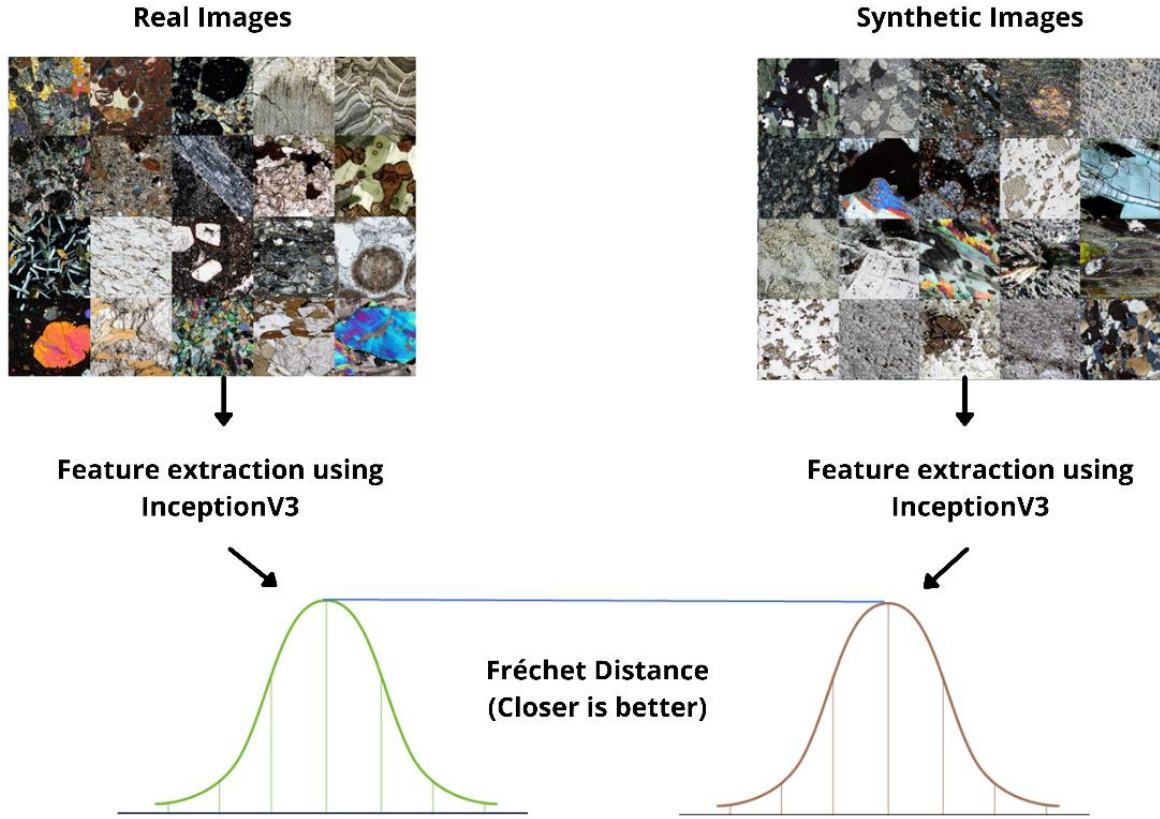 Real Images
Synthetic Images
Feature extraction using
InceptionV3
Feature extraction using
InceptionV3
Fréchet Distance
(Closer is better)